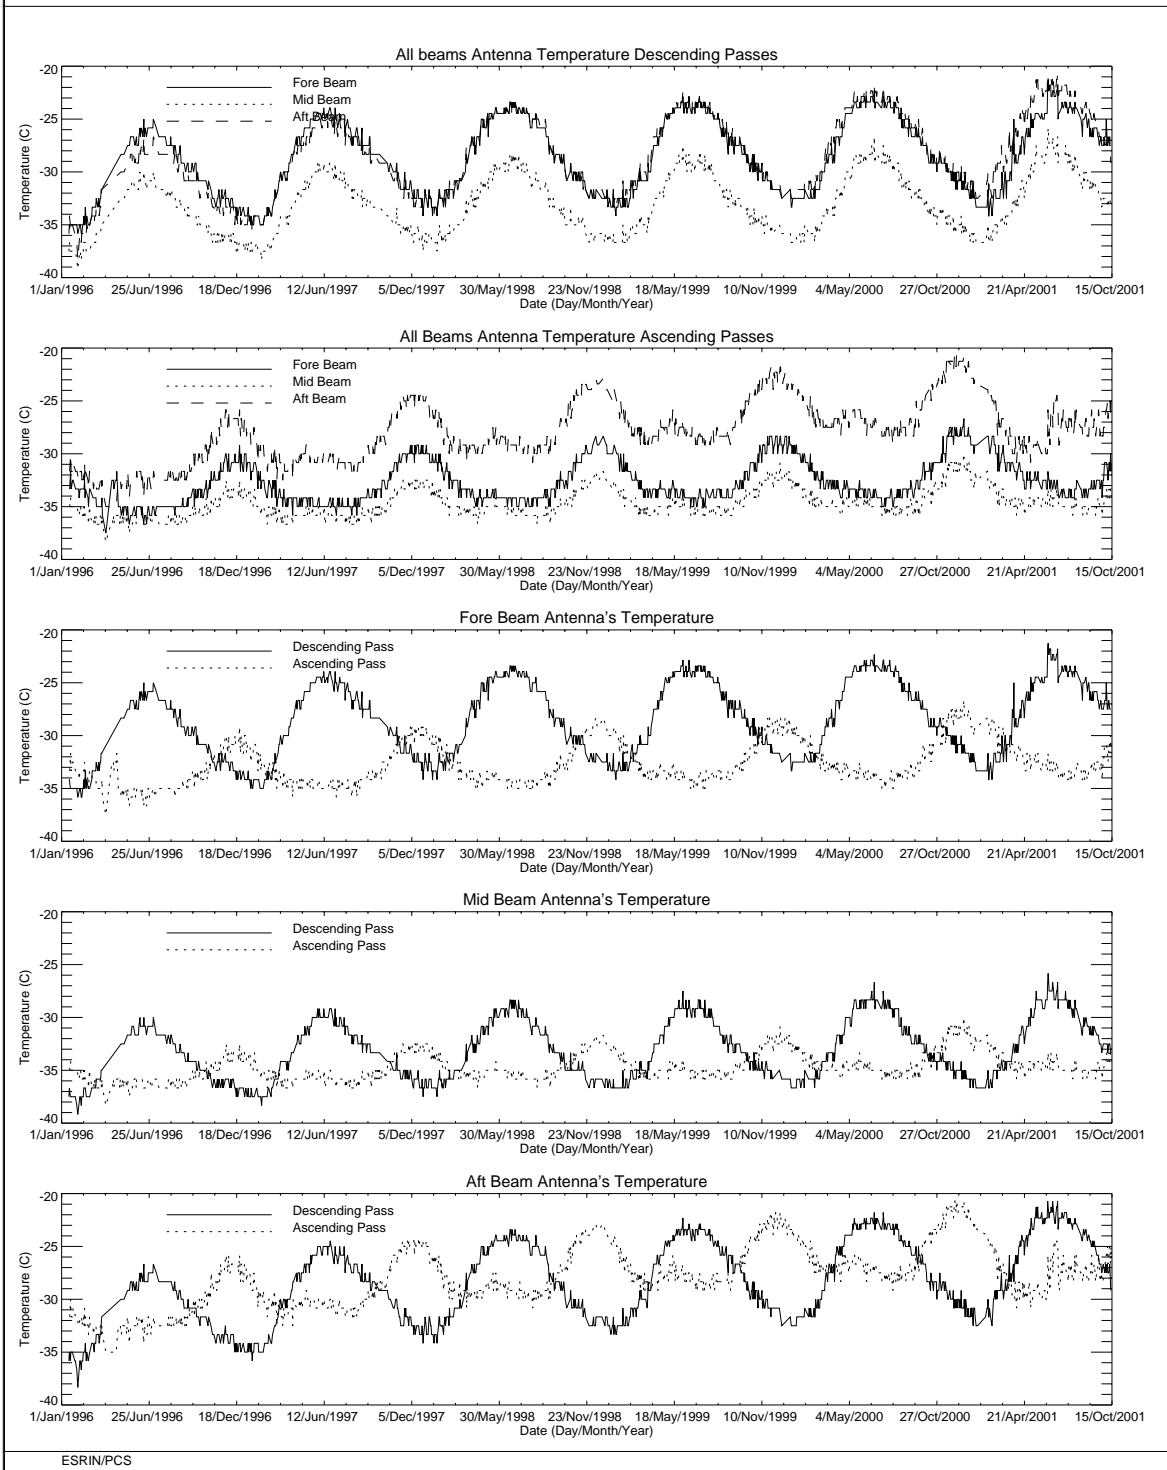 All beams Antenna Temperature Descending Passes
Fore Beam
Mid Beam
Aft Beam
Temperature (C)
-20
-25
-30
-35
-40
1/Jan/1996 25/Jun/1996 18/Dec/1996 12/Jun/1997 5/Dec/1997 30/May/1998 23/Nov/1998 18/May/1999 10/Nov/1999 4/May/2000 27/Oct/2000 21/Apr/2001 15/Oct/2001
Date (Day/Month/Year)
All Beams Antenna Temperature Ascending Passes
Fore Beam
Mid Beam
Aft Beam
Temperature (C)
-20
-25
-30
-35
-40
1/Jan/1996 25/Jun/1996 18/Dec/1996 12/Jun/1997 5/Dec/1997 30/May/1998 23/Nov/1998 18/May/1999 10/Nov/1999 4/May/2000 27/Oct/2000 21/Apr/2001 15/Oct/2001
Date (Day/Month/Year)
Fore Beam Antenna's Temperature
Descending Pass
Ascending Pass
Temperature (C)
-20
-25
-30
-35
-40
1/Jan/1996 25/Jun/1996 18/Dec/1996 12/Jun/1997 5/Dec/1997 30/May/1998 23/Nov/1998 18/May/1999 10/Nov/1999 4/May/2000 27/Oct/2000 21/Apr/2001 15/Oct/2001
Date (Day/Month/Year)
Mid Beam Antenna's Temperature
Descending Pass
Ascending Pass
Temperature (C)
-20
-25
-30
-35
-40
1/Jan/1996 25/Jun/1996 18/Dec/1996 12/Jun/1997 5/Dec/1997 30/May/1998 23/Nov/1998 18/May/1999 10/Nov/1999 4/May/2000 27/Oct/2000 21/Apr/2001 15/Oct/2001
Date (Day/Month/Year)
Aft Beam Antenna's Temperature
Descending Pass
Ascending Pass
Temperature (C)
-20
-25
-30
-35
-40
1/Jan/1996 25/Jun/1996 18/Dec/1996 12/Jun/1997 5/Dec/1997 30/May/1998 23/Nov/1998 18/May/1999 10/Nov/1999 4/May/2000 27/Oct/2000 21/Apr/2001 15/Oct/2001
Date (Day/Month/Year)
ESRIN/PCS